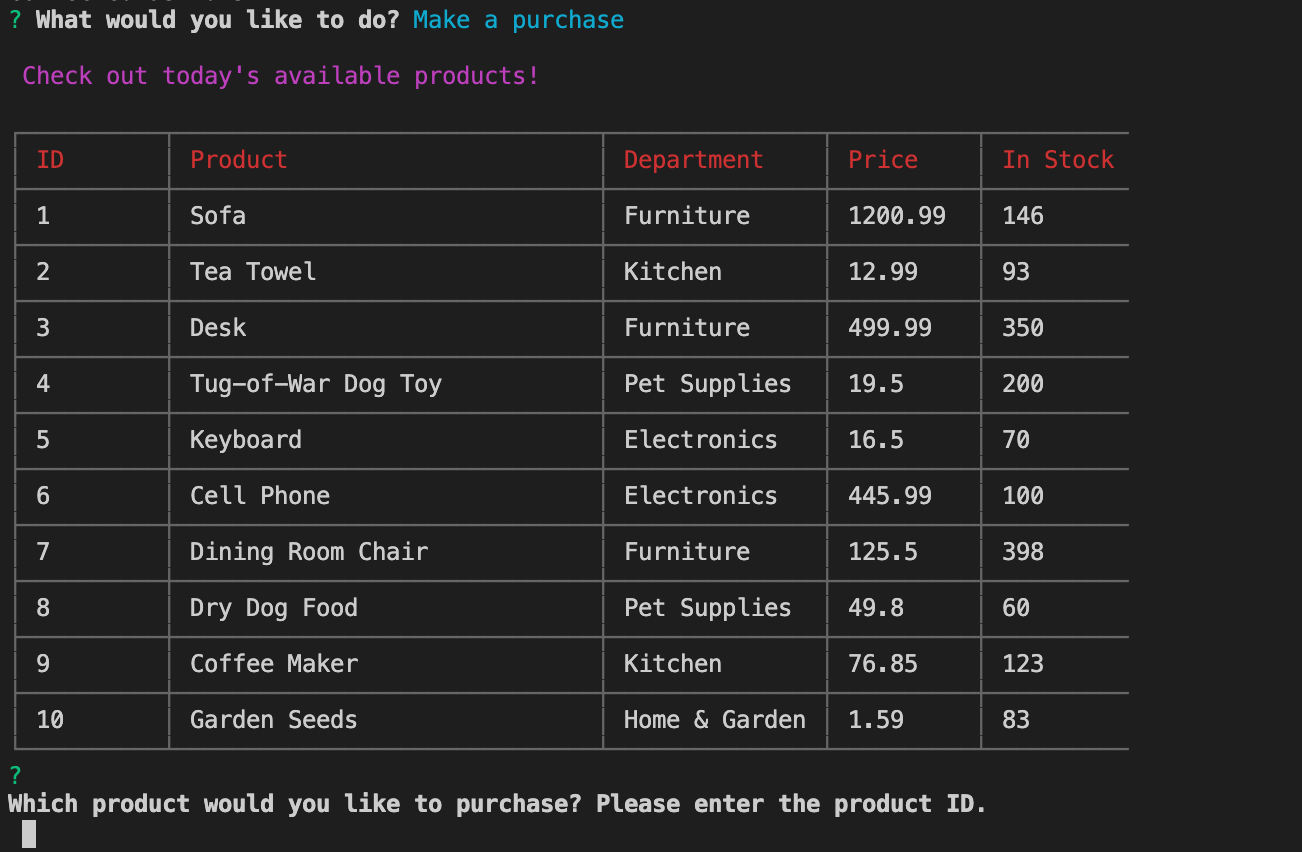 ? What would you like to do? Make a purchase
Check out today's available products!
ID Product Department Price In Stock
1 Sofa Furniture 1200.99 146
2 Tea Towel Kitchen 12.99 93
3 Desk Furniture 499.99 350
4 Tug-of-War Dog Toy Pet Supplies 19.5 200
5 Keyboard Electronics 16.5 70
6 Cell Phone Electronics 445.99 100
7 Dining Room Chair Furniture 125.5 398
8 Dry Dog Food Pet Supplies 49.8 60
9 Coffee Maker Kitchen 76.85 123
10 Garden Seeds Home & Garden 1.59 83
?
Which product would you like to purchase? Please enter the product ID.